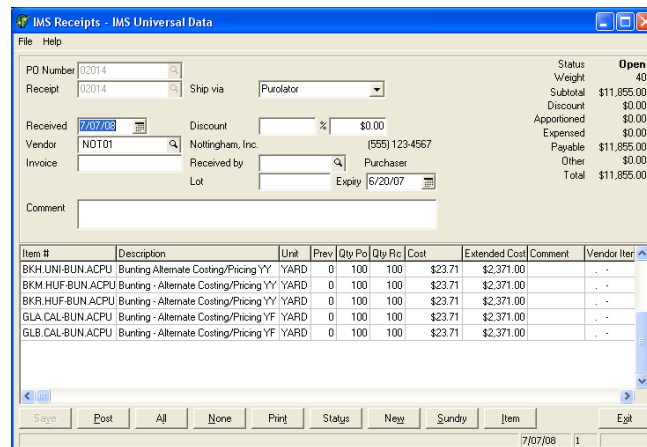 IMS Receipts - IMS Universal Data
File Help
PO Number 02014
Receipt 02014 Ship via Purolator
Received 7/07/08 Discount % $0.00
Vendor NOT01 Nottingham, Inc. (555) 123-4567
Invoice Received by Purchaser
Lot Expiry 6/20/07
Comment
Status Open
Weight 40
Subtotal $11,855.00
Discount $0.00
Apportioned $0.00
Expensed $0.00
Payable $11,855.00
Other $0.00
Total $11,855.00
Item # Description Unit Prev Qty Po Qty Rc Cost Extended Cost Comment Vendor Iter
BKH.UNI-BUN.ACPU Bunting Alternate Costing/Pricing YY YARD 0 100 100 $23.71 $2,371.00 . -
BKM.HUF-BUN.ACPU Bunting - Alternate Costing/Pricing YY YARD 0 100 100 $23.71 $2,371.00 . -
BKR.HUF-BUN.ACPU Bunting - Alternate Costing/Pricing YY YARD 0 100 100 $23.71 $2,371.00 . -
GLA.CAL-BUN.ACPU Bunting - Alternate Costing/Pricing YF YARD 0 100 100 $23.71 $2,371.00 . -
GLB.CAL-BUN.ACPU Bunting - Alternate Costing/Pricing YF YARD 0 100 100 $23.71 $2,371.00 . -
Save Post All None Print Status New Sundry Item Exit
7/07/08 1